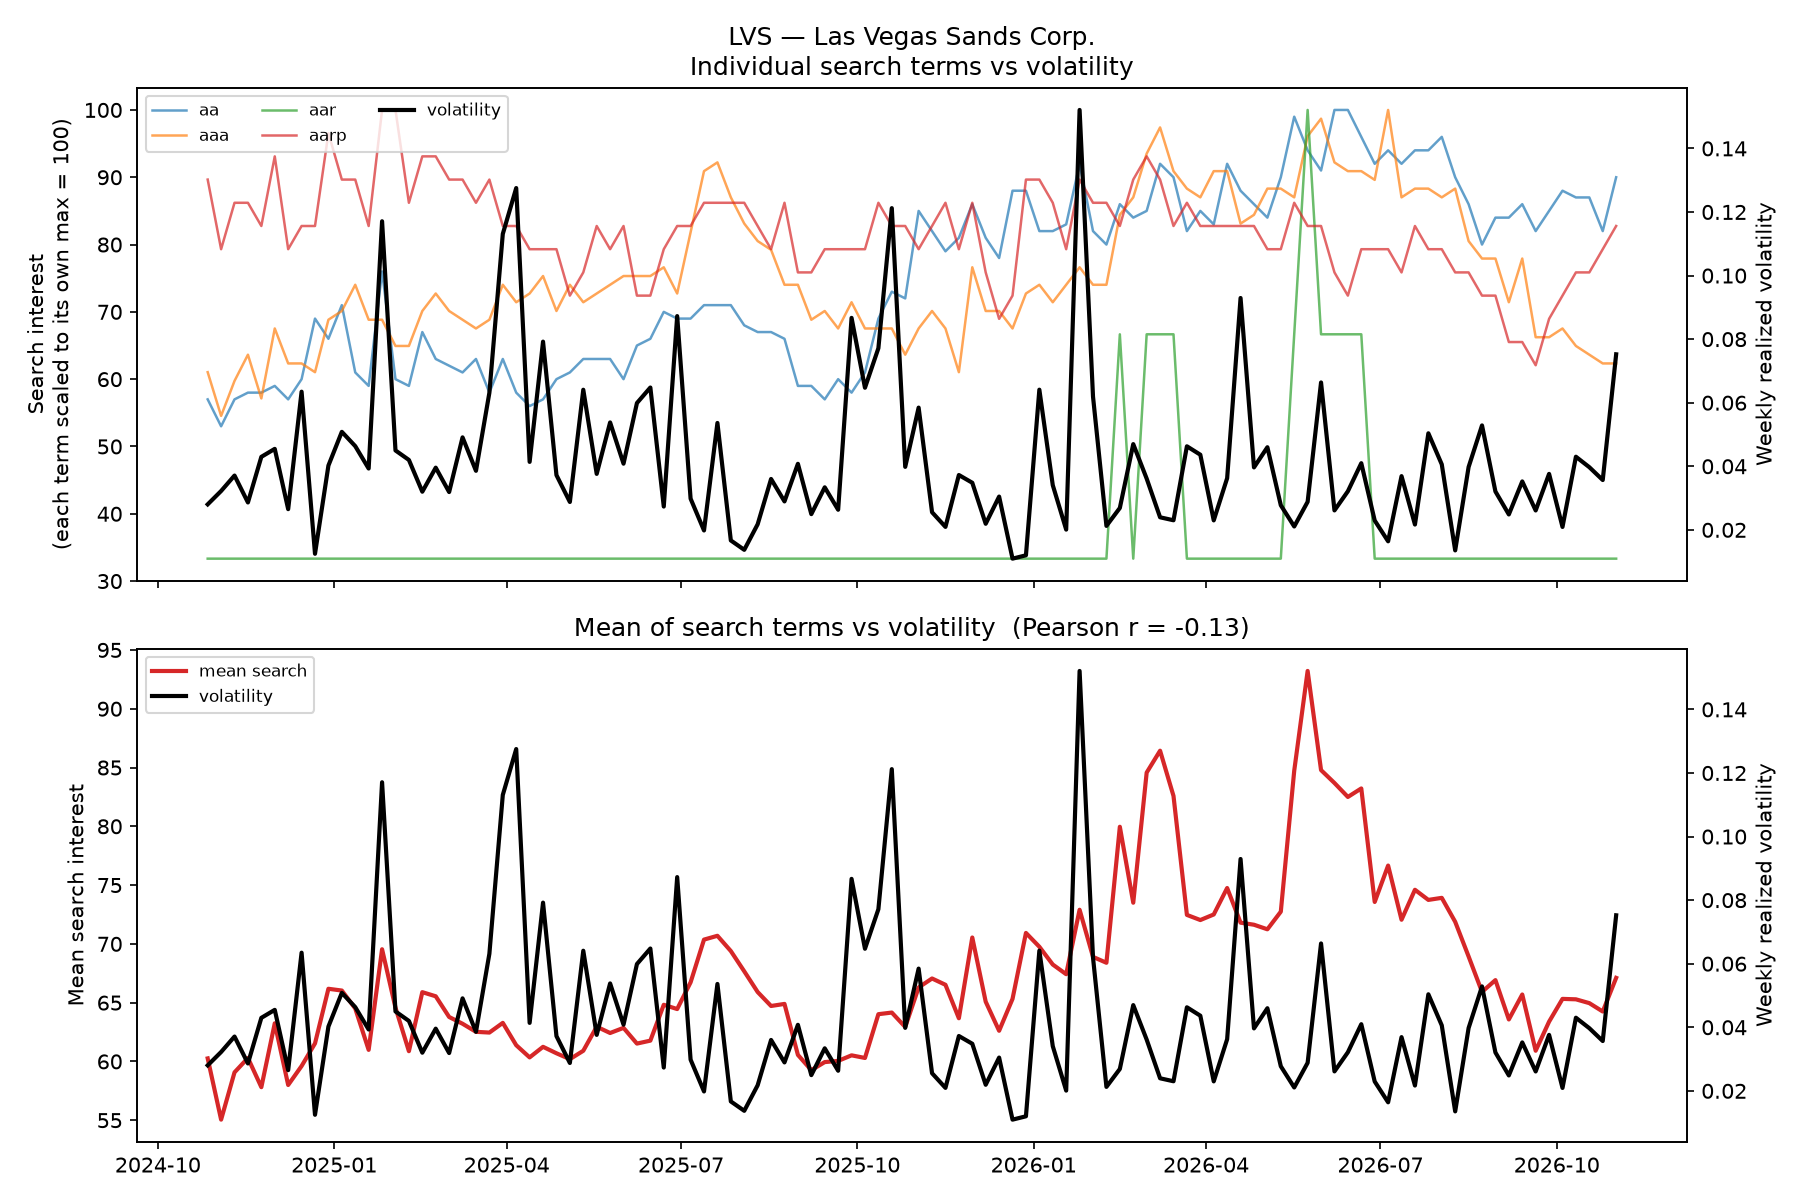 LVS — Las Vegas Sands Corp.
Individual search terms vs volatility
aa
aaa
aar
aarp
volatility
Search interest
(each term scaled to its own max = 100)
100
90
80
70
60
50
40
30
0.14
0.12
0.10
0.08
0.06
0.04
0.02
Weekly realized volatility
Mean of search terms vs volatility (Pearson r = -0.13)
mean search
volatility
Mean search interest
95
90
85
80
75
70
65
60
55
0.14
0.12
0.10
0.08
0.06
0.04
0.02
Weekly realized volatility
2024-10
2025-01
2025-04
2025-07
2025-10
2026-01
2026-04
2026-07
2026-10